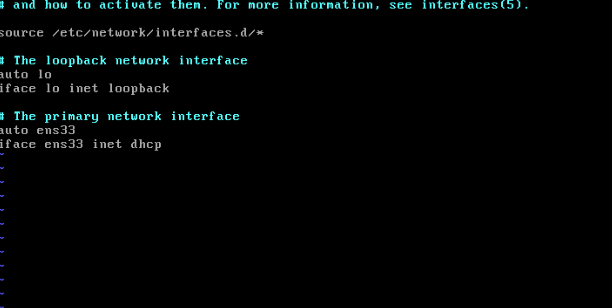 # and how to activate them. For more information, see interfaces(5).
source /etc/network/interfaces.d/*
# The loopback network interface
auto lo
iface lo inet loopback
# The primary network interface
auto ens33
iface ens33 inet dhcp
~
~
~
~
~
~
~
~
~
~
~